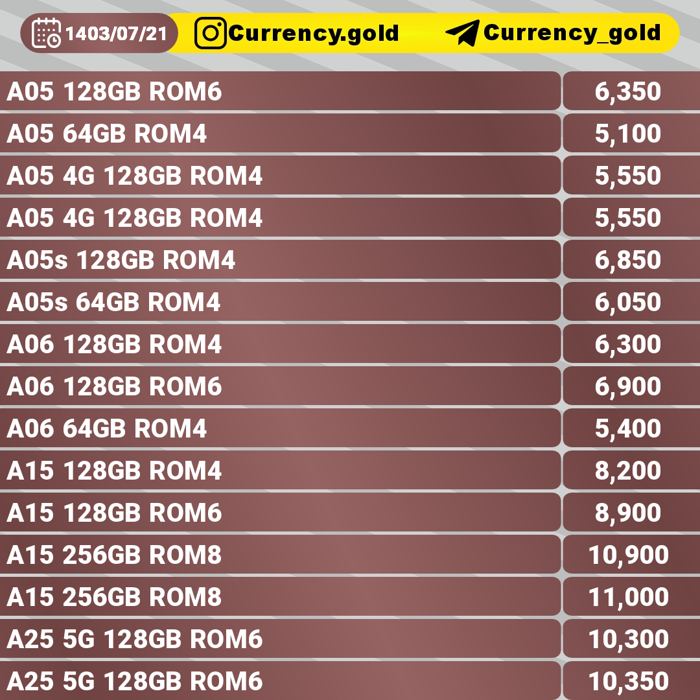 1403/07/21 Currency.gold Currency_gold
A05 128GB ROM6 6,350
A05 64GB ROM4 5,100
A05 4G 128GB ROM4 5,550
A05 4G 128GB ROM4 5,550
A05s 128GB ROM4 6,850
A05s 64GB ROM4 6,050
A06 128GB ROM4 6,300
A06 128GB ROM6 6,900
A06 64GB ROM4 5,400
A15 128GB ROM4 8,200
A15 128GB ROM6 8,900
A15 256GB ROM8 10,900
A15 256GB ROM8 11,000
A25 5G 128GB ROM6 10,300
A25 5G 128GB ROM6 10,350